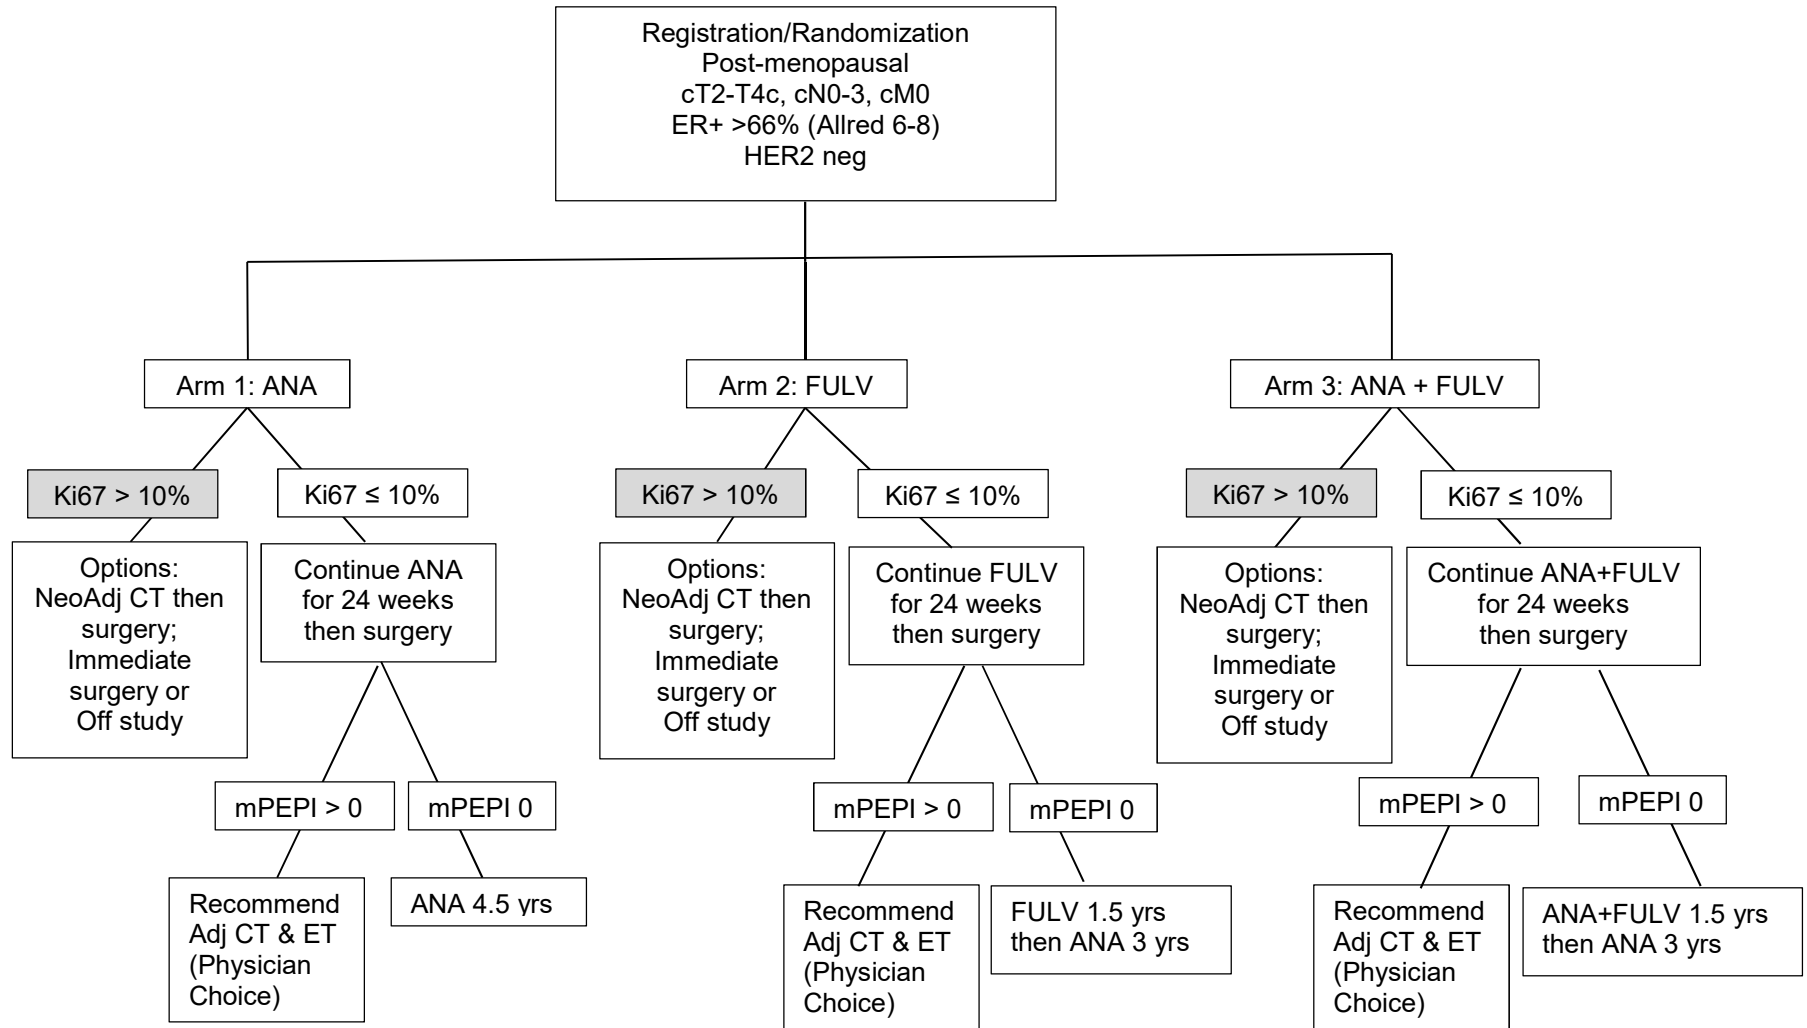 Registration/Randomization
Post-menopausal
cT2-T4c, cN0-3, cM0
ER+ >66% (Allred 6-8)
HER2 neg
Arm 1: ANA
Arm 2: FULV
Arm 3: ANA + FULV
Ki67 > 10%
Ki67 ≤ 10%
Ki67 > 10%
Ki67 ≤ 10%
Ki67 > 10%
Ki67 ≤ 10%
Options:
NeoAdj CT then
surgery;
Immediate
surgery or
Off study
Continue ANA
for 24 weeks
then surgery
Options:
NeoAdj CT then
surgery;
Immediate
surgery or
Off study
Continue FULV
for 24 weeks
then surgery
Options:
NeoAdj CT then
surgery;
Immediate
surgery or
Off study
Continue ANA+FULV
for 24 weeks
then surgery
mPEPI > 0
mPEPI 0
mPEPI > 0
mPEPI 0
mPEPI > 0
mPEPI 0
Recommend
Adj CT & ET
(Physician
Choice)
ANA 4.5 yrs
Recommend
Adj CT & ET
(Physician
Choice)
FULV 1.5 yrs
then ANA 3 yrs
Recommend
Adj CT & ET
(Physician
Choice)
ANA+FULV 1.5 yrs
then ANA 3 yrs